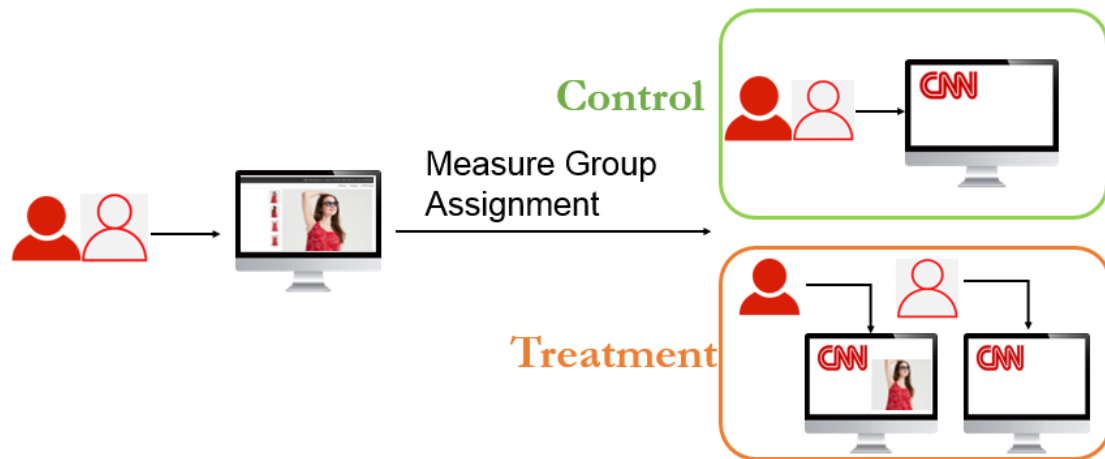 Control
CNN
Measure Group
Assignment
Treatment
CNN
CNN